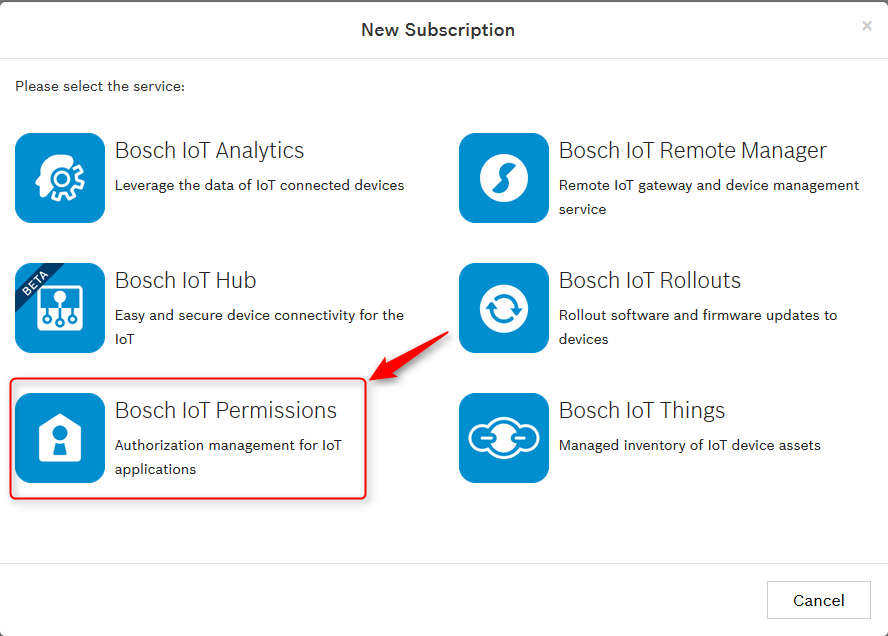 New Subscription
×
Please select the service:
Bosch IoT Analytics
Leverage the data of IoT connected devices
Bosch IoT Remote Manager
Remote IoT gateway and device management
service
BETA
Bosch IoT Hub
Easy and secure device connectivity for the
IoT
Bosch IoT Rollouts
Rollout software and firmware updates to
devices
Bosch IoT Permissions
Authorization management for IoT
applications
Bosch IoT Things
Managed inventory of IoT device assets
Cancel